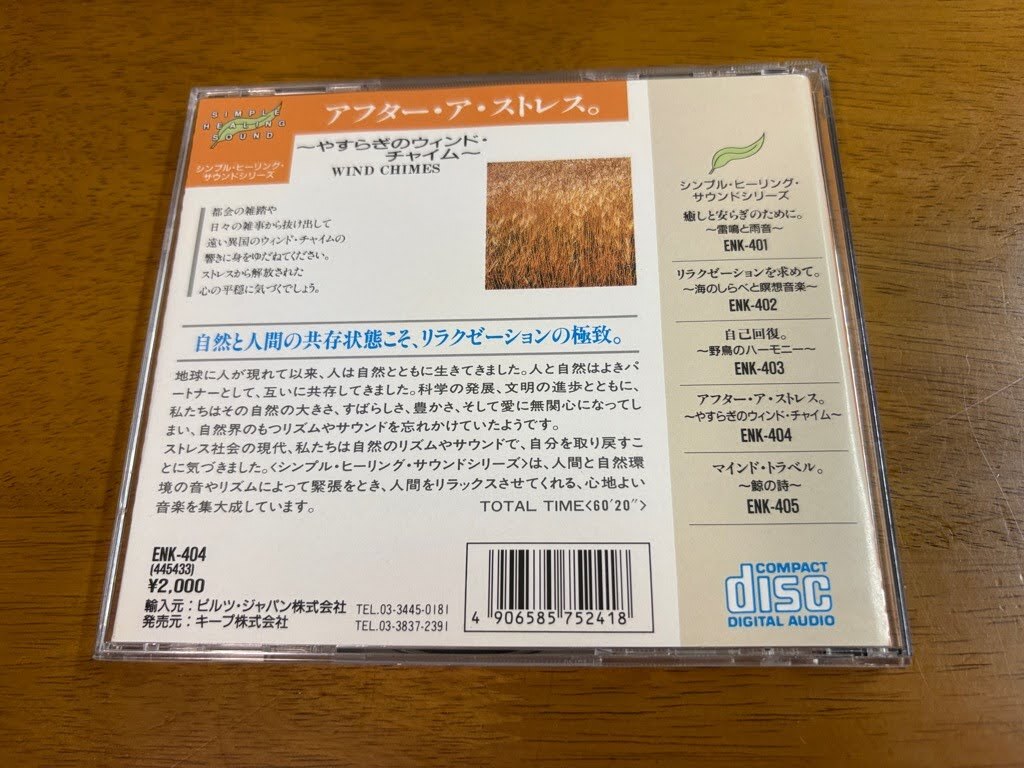 SIMPLE
HEALING
SOUND
シンプル・ヒーリング・
サウンドシリーズ
アフター・ア・ストレス。
〜やすらぎのウィンド・
チャイム〜
WIND CHIMES
都会の雑踏や
日々の雑事から抜け出して
遠い異国のウィンド・チャイムの
響きに身をゆだねてください。
ストレスから解放された
心の平穏に気づくでしょう。
自然と人間の共存状態こそ、リラクゼーションの極致。
地球に人が現れて以来、人は自然とともに生きてきました。人と自然はよきパ
ートナーとして、互いに共存してきました。科学の発展、文明の進歩とともに、
私たちはその自然の大きさ、すばらしさ、豊かさ、そして愛に無関心になってし
まい、自然界のもつリズムやサウンドを忘れかけていたようです。
ストレス社会の現代、私たちは自然のリズムやサウンドで、自分を取り戻すこ
とに気づきました。<シンプル・ヒーリング・サウンドシリーズ>は、人間と自然環
境の音やリズムによって緊張をとき、人間をリラックスさせてくれる、心地よい
音楽を集大成しています。 TOTAL TIME<60'20">
ENK-404
(445433)
¥2,000
輸入元：ピルツ・ジャパン株式会社 TEL.03-3445-0181
発売元：キープ株式会社 TEL.03-3837-2391
4 906585 752418
シンプル・ヒーリング・
サウンドシリーズ
癒しと安らぎのために。
〜雷鳴と雨音〜
ENK-401
リラクゼーションを求めて。
〜海のしらべと瞑想音楽〜
ENK-402
自己回復。
〜野鳥のハーモニー〜
ENK-403
アフター・ア・ストレス。
〜やすらぎのウィンド・チャイム〜
ENK-404
マインド・トラベル。
〜鯨の詩〜
ENK-405
COMPACT
disc
DIGITAL AUDIO